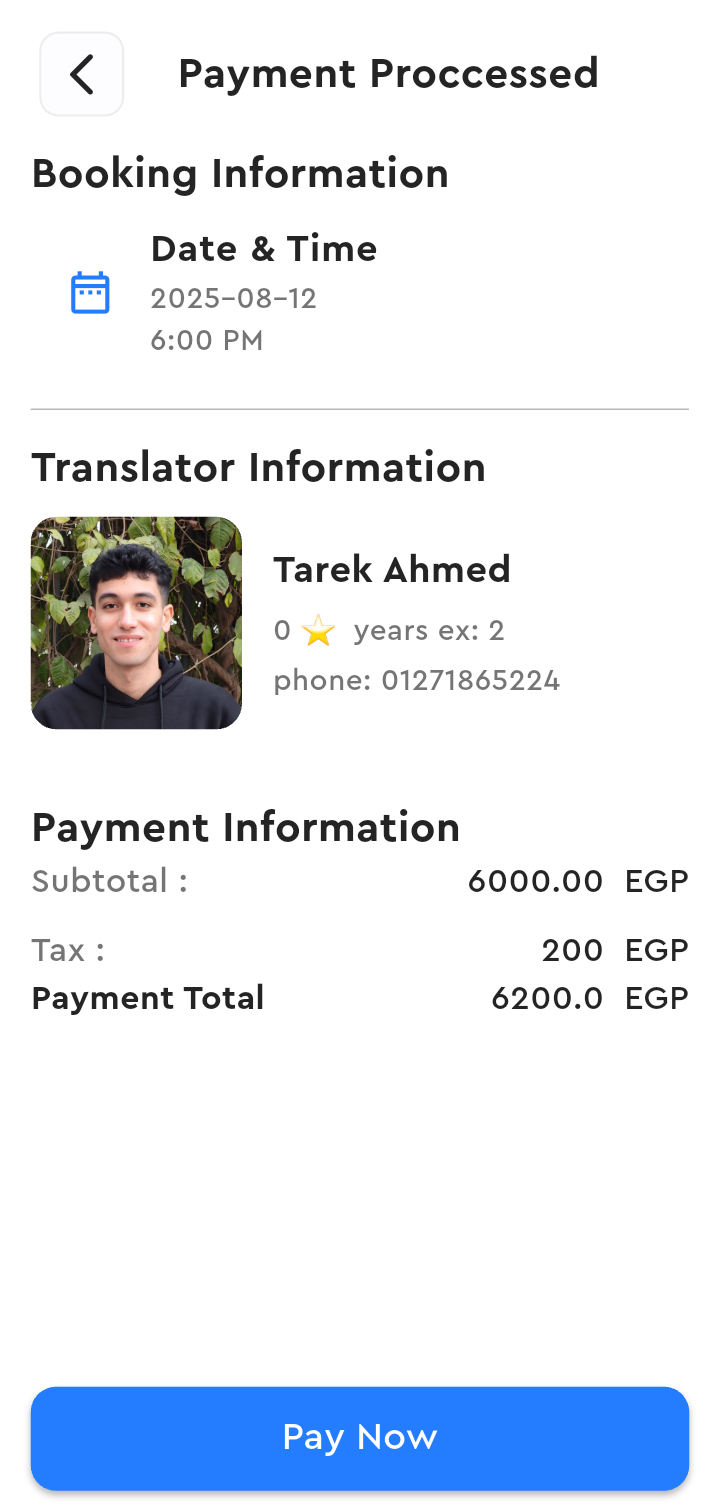 Payment Proccessed
Booking Information
Date & Time
2025-08-12
6:00 PM
Translator Information
Tarek Ahmed
0 ⭐ years ex: 2
phone: 01271865224
Payment Information
Subtotal : 6000.00 EGP
Tax : 200 EGP
Payment Total 6200.0 EGP
Pay Now